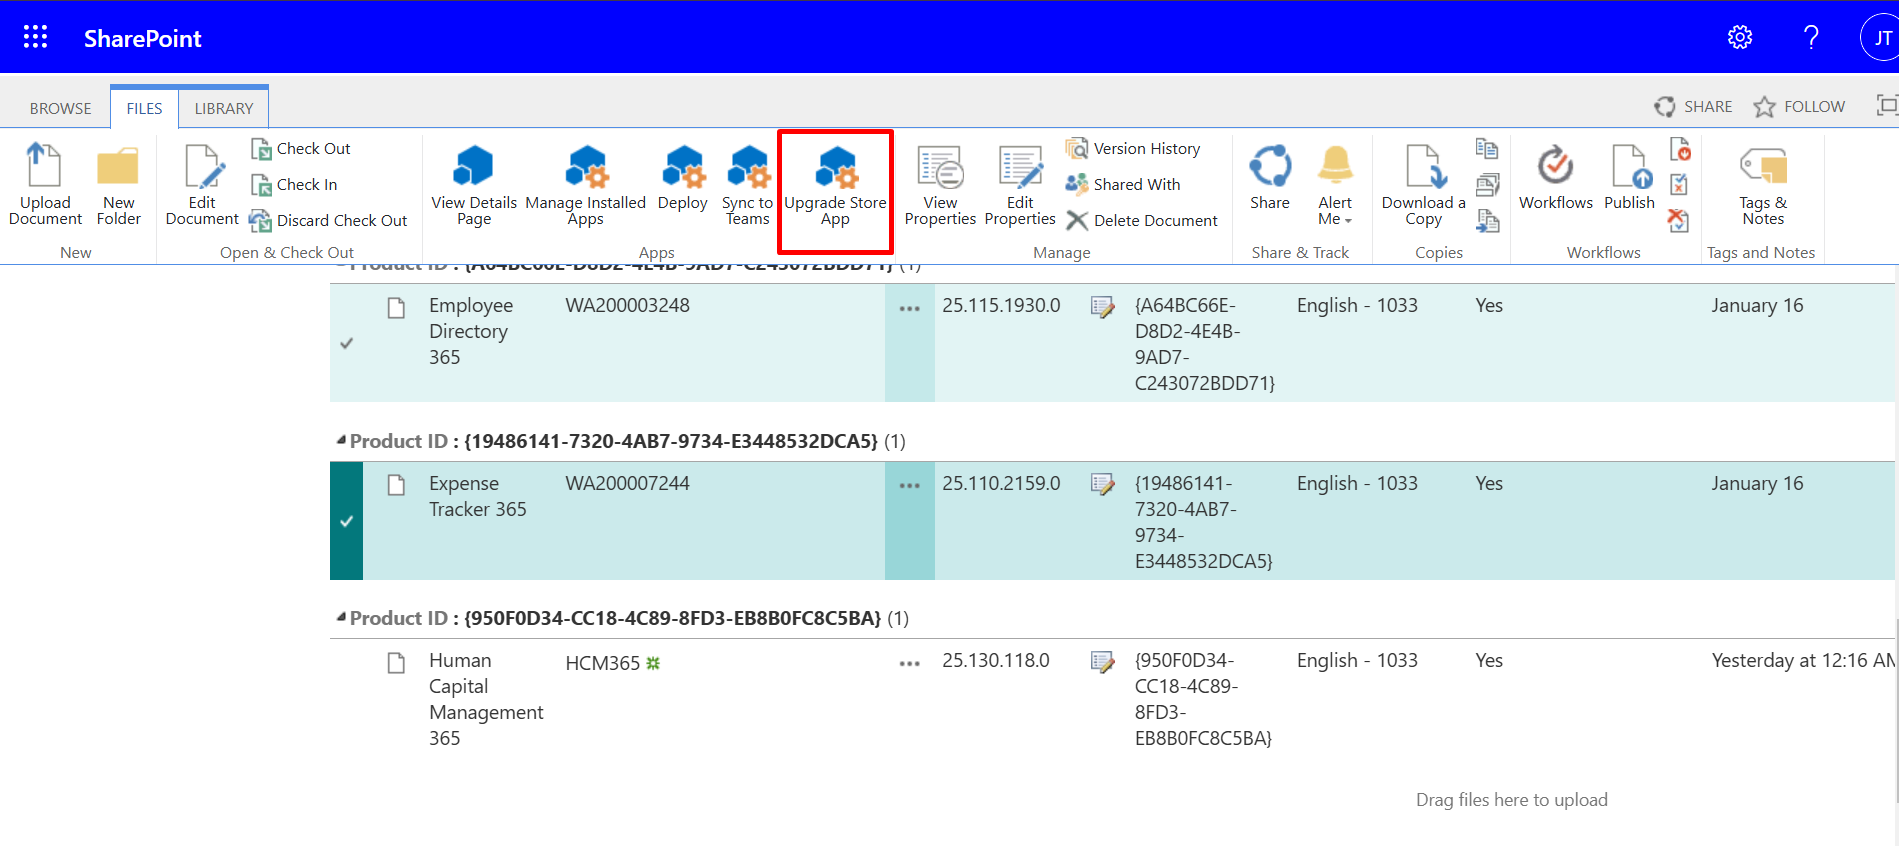 SharePoint
JT
BROWSE FILES LIBRARY
SHARE FOLLOW
Upload Document
New Folder
New
Edit Document
Check Out
Check In
Discard Check Out
Open & Check Out
View Details Page
Manage Installed Apps
Deploy
Sync to Teams
Upgrade Store App
Apps
View Properties
Edit Properties
Version History
Shared With
Delete Document
Manage
Share
Alert Me
Share & Track
Download a Copy
Copies
Workflows
Publish
Workflows
Tags & Notes
Tags and Notes
Product ID : {A64BC66E-D8D2-4E4B-9AD7-C243072BDD71} (1)
Employee Directory 365
WA200003248
...
25.115.1930.0
{A64BC66E-
D8D2-4E4B-
9AD7-
C243072BDD71}
English - 1033
Yes
January 16
Product ID : {19486141-7320-4AB7-9734-E3448532DCA5} (1)
Expense Tracker 365
WA200007244
...
25.110.2159.0
{19486141-
7320-4AB7-
9734-
E3448532DCA5}
English - 1033
Yes
January 16
Product ID : {950F0D34-CC18-4C89-8FD3-EB8B0FC8C5BA} (1)
Human Capital Management 365
HCM365
...
25.130.118.0
{950F0D34-
CC18-4C89-
8FD3-
EB8B0FC8C5BA}
English - 1033
Yes
Yesterday at 12:16 AM
Drag files here to upload